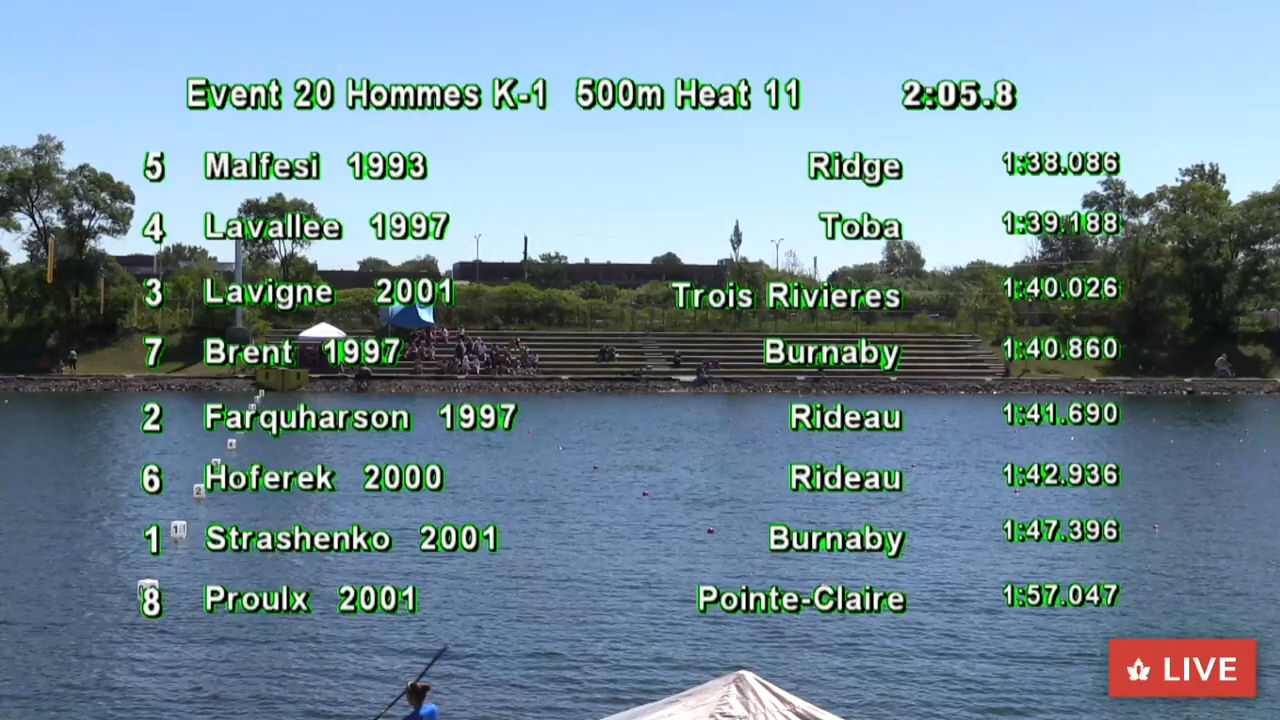 Event 20 Hommes K-1 500m Heat 11 2:05.8
5 Malfesi 1993 Ridge 1:38.086
4 Lavallee 1997 Toba 1:39.188
3 Lavigne 2001 Trois Rivieres 1:40.026
7 Brent 1997 Burnaby 1:40.860
2 Farquharson 1997 Rideau 1:41.690
6 Hoferek 2000 Rideau 1:42.936
1 Strashenko 2001 Burnaby 1:47.396
8 Proulx 2001 Pointe-Claire 1:57.047
4
2
1
LIVE